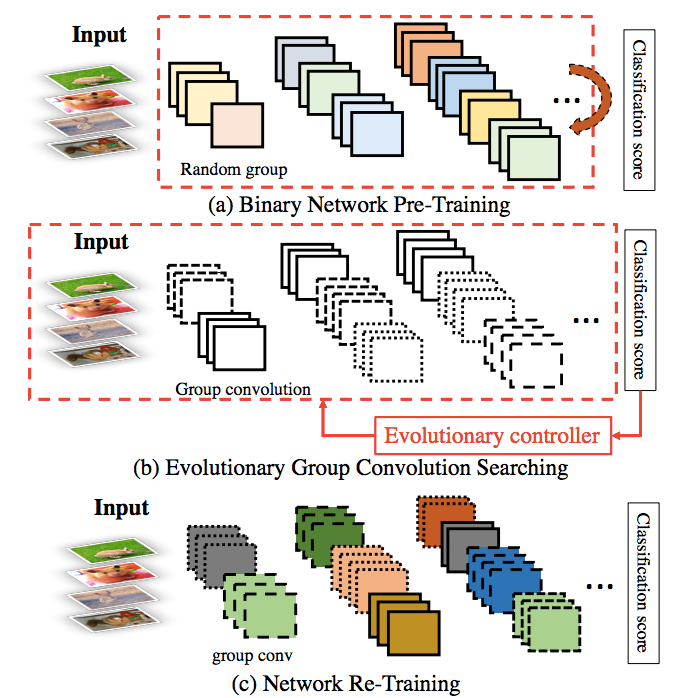 Input
Random group
...
Classification score
(a) Binary Network Pre-Training
Input
Group convolution
...
Classification score
Evolutionary controller
(b) Evolutionary Group Convolution Searching
Input
group conv
...
Classification score
(c) Network Re-Training